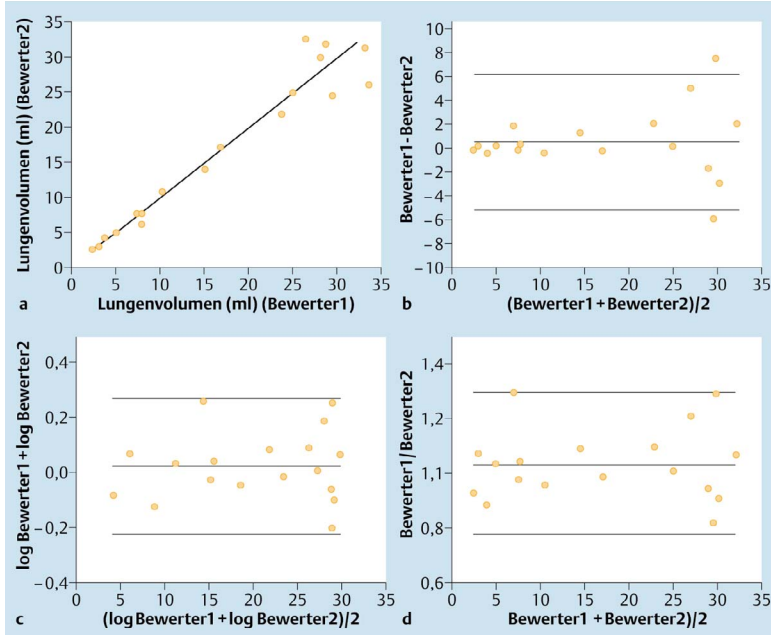 35
30
25
20
15
10
5
0
Lungenvolumen (ml) (Bewerter2)
0 5 10 15 20 25 30 35
a Lungenvolumen (ml) (Bewerter1)
10
8
6
4
2
0
−2
−4
−6
−8
−10
Bewerter1-Bewerter2
0 5 10 15 20 25 30 35
b (Bewerter1+Bewerter2)/2
0,4
0,2
0,0
−0,2
−0,4
log Bewerter1+log Bewerter2
0 5 10 15 20 25 30 35
c (log Bewerter1+log Bewerter2)/2
1,4
1,2
1,1
0,8
0,6
Bewerter1/Bewerter2
0 5 10 15 20 25 30 35
d Bewerter1 +Bewerter2)/2